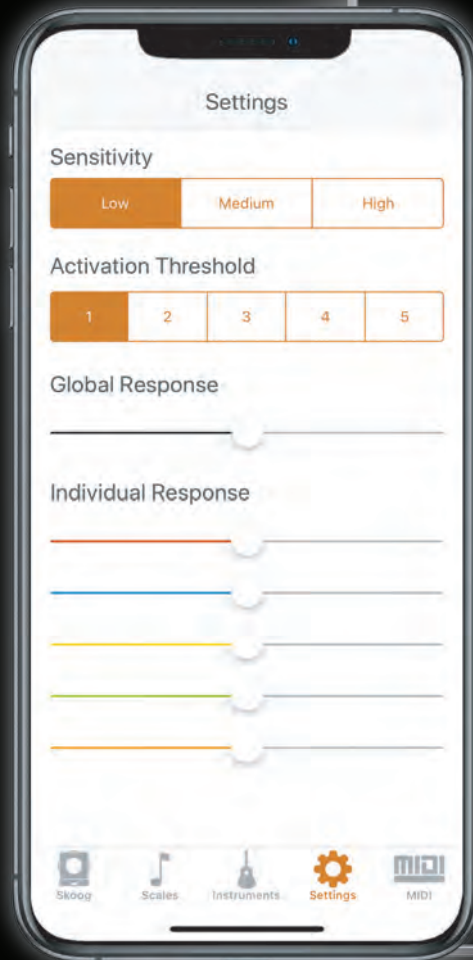 Settings
Sensitivity
Low Medium High
Activation Threshold
1 2 3 4 5
Global Response
Individual Response
MIDI
Skoog Scales Instruments Settings MIDI